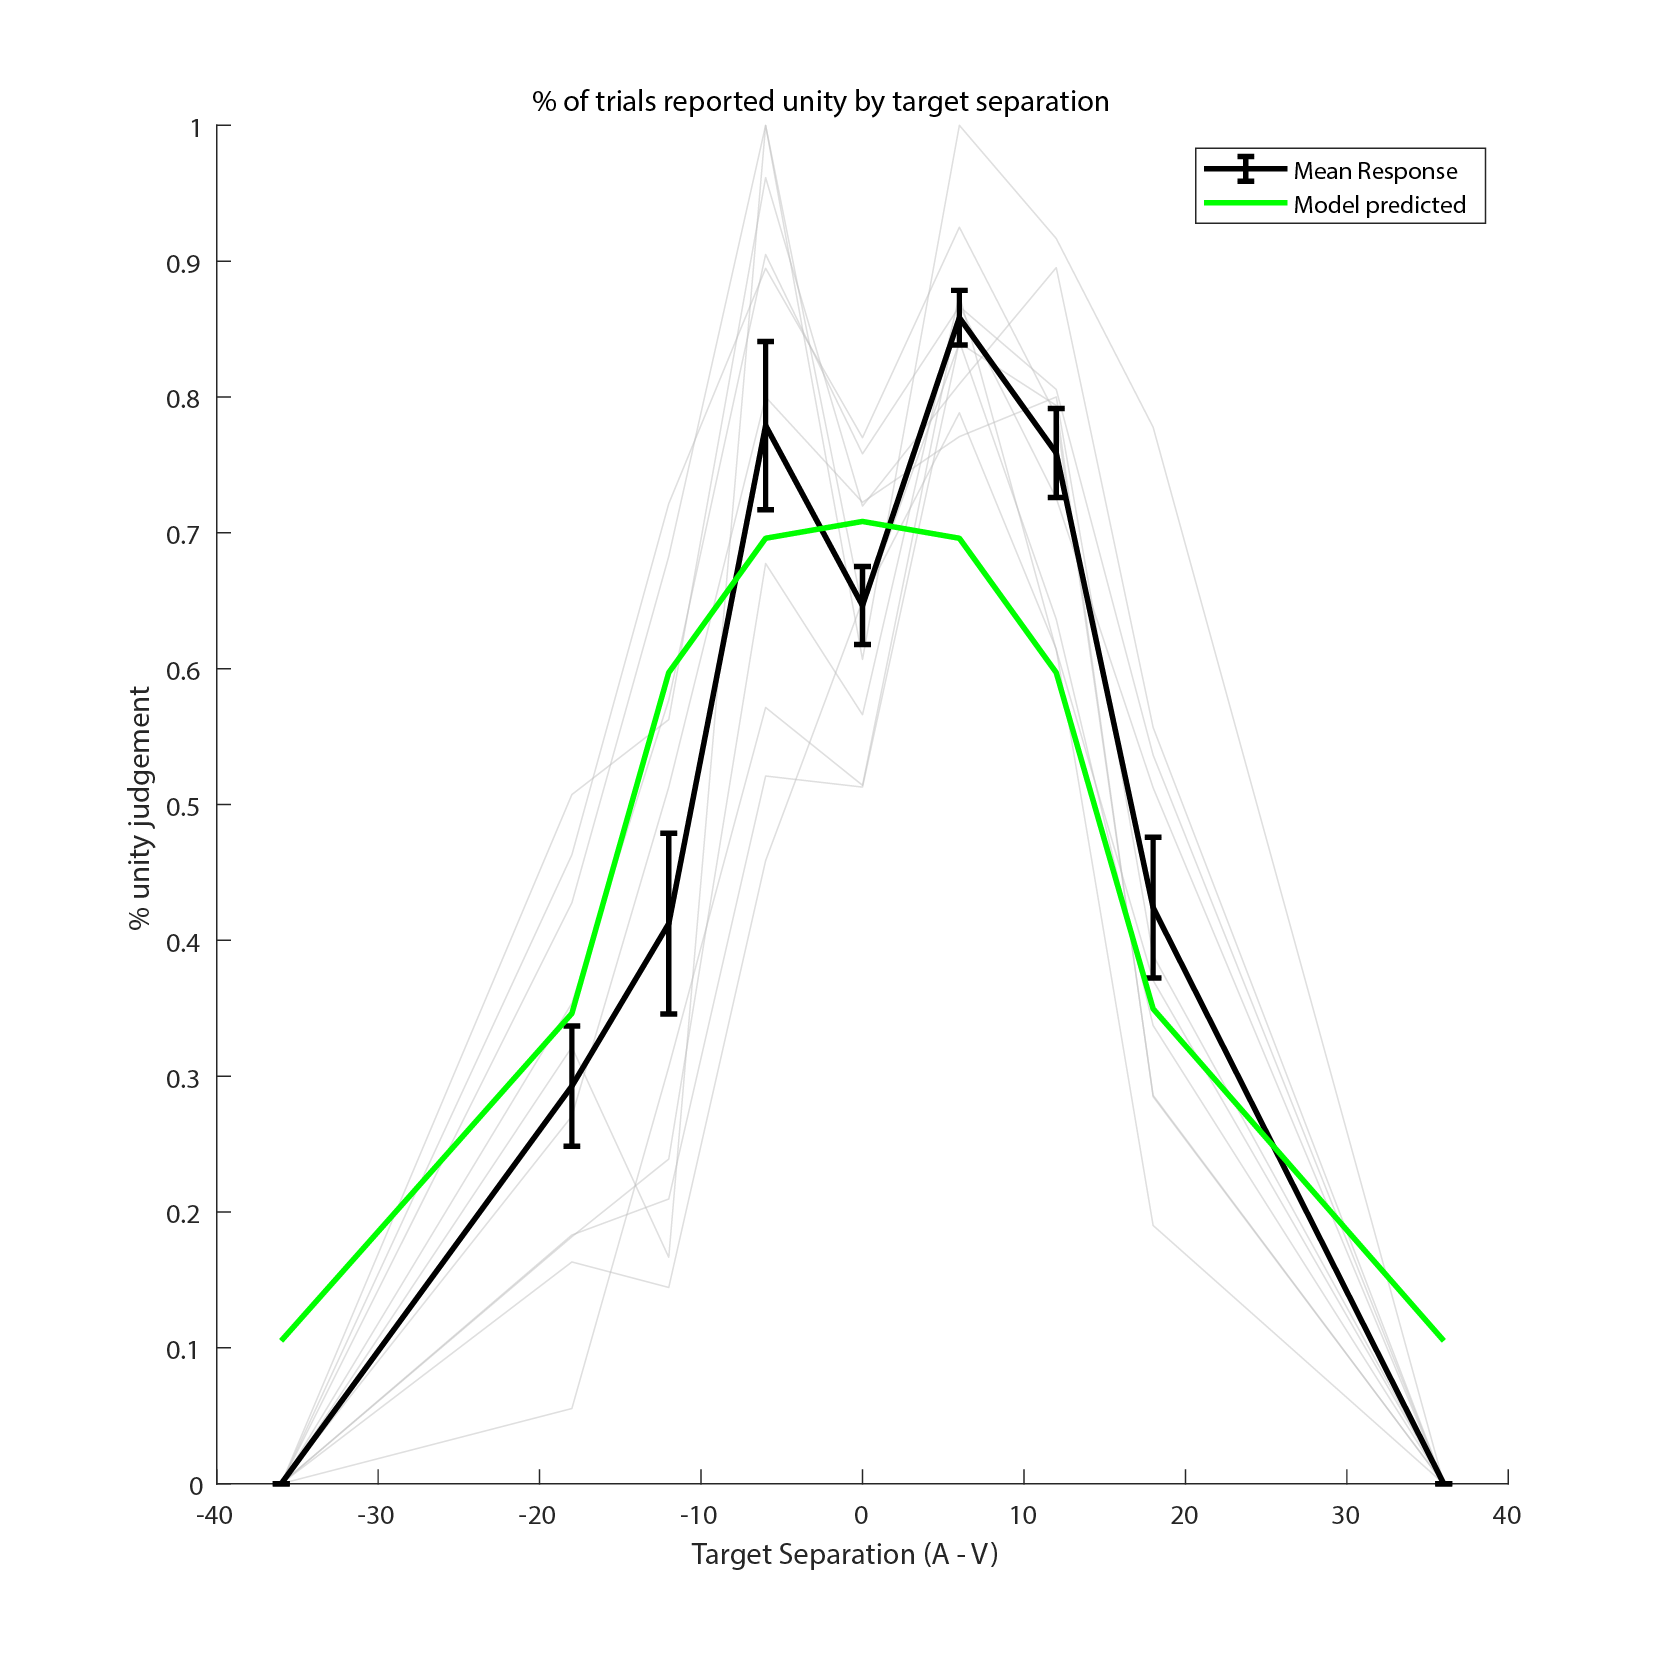 % of trials reported unity by target separation
Mean Response
Model predicted
1
0.9
0.8
0.7
0.6
0.5
0.4
0.3
0.2
0.1
0
% unity judgement
-40 -30 -20 -10 0 10 20 30 40
Target Separation (A - V)